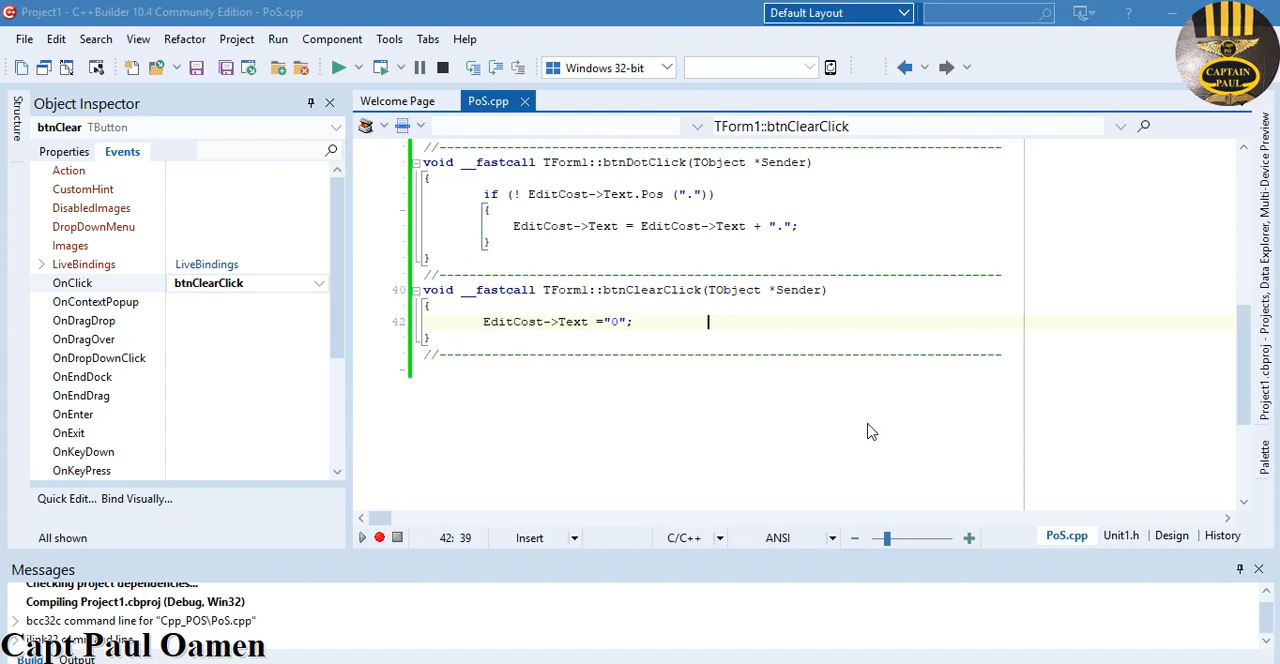 Project1 - C++Builder 10.4 Community Edition - PoS.cpp
Default Layout
?
File Edit Search View Refactor Project Run Component Tools Tabs Help
Windows 32-bit
CAPTAIN
PAUL
Structure
Object Inspector
btnClear TButton
Properties Events
Action
CustomHint
DisabledImages
DropDownMenu
Images
LiveBindings LiveBindings
OnClick btnClearClick
OnContextPopup
OnDragDrop
OnDragOver
OnDropDownClick
OnEndDock
OnEndDrag
OnEnter
OnExit
OnKeyDown
OnKeyPress
Quick Edit... Bind Visually...
All shown
Welcome Page PoS.cpp
TForm1::btnClearClick
//---------------------------------------------------------------------------
void __fastcall TForm1::btnDotClick(TObject *Sender)
{
if (! EditCost->Text.Pos ("."))
{
EditCost->Text = EditCost->Text + ".";
}
}
//---------------------------------------------------------------------------
40 void __fastcall TForm1::btnClearClick(TObject *Sender)
{
42 EditCost->Text ="0";
}
//---------------------------------------------------------------------------
42: 39 Insert C/C++ ANSI PoS.cpp Unit1.h Design History
Project1.cbproj - Projects, Data Explorer, Multi-Device Preview
Palette
Messages
Checking project dependencies...
Compiling Project1.cbproj (Debug, Win32)
bcc32c command line for "Cpp_POS\PoS.cpp"
ilink32 command line
Capt Paul Oamen
Build Output